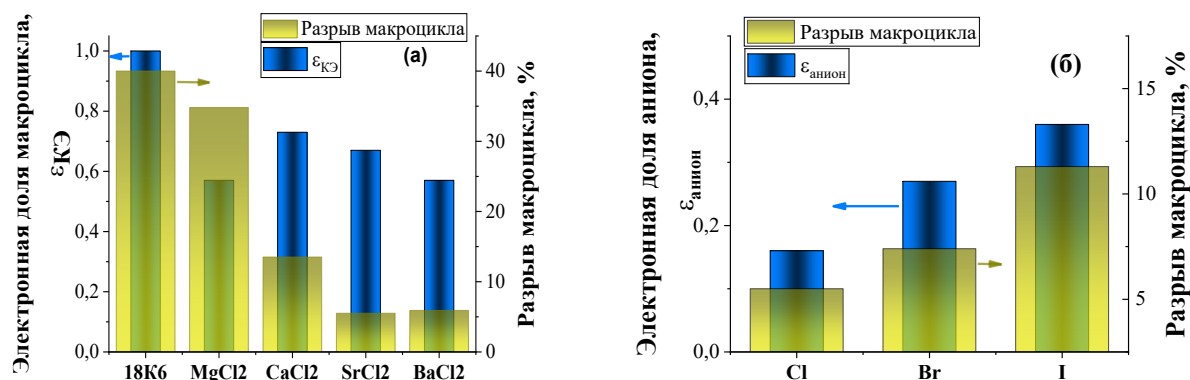 Электронная доля макроцикла,
εКЭ
1,0
0,8
0,6
0,4
0,2
0,0
Разрыв макроцикла
εКЭ
(а)
40
30
20
10
0
Разрыв макроцикла, %
18К6 MgCl2 CaCl2 SrCl2 BaCl2
Электронная доля аниона,
εанион
0,4
0,2
0,0
Разрыв макроцикла
εанион
(б)
15
10
5
Разрыв макроцикла, %
Cl Br I